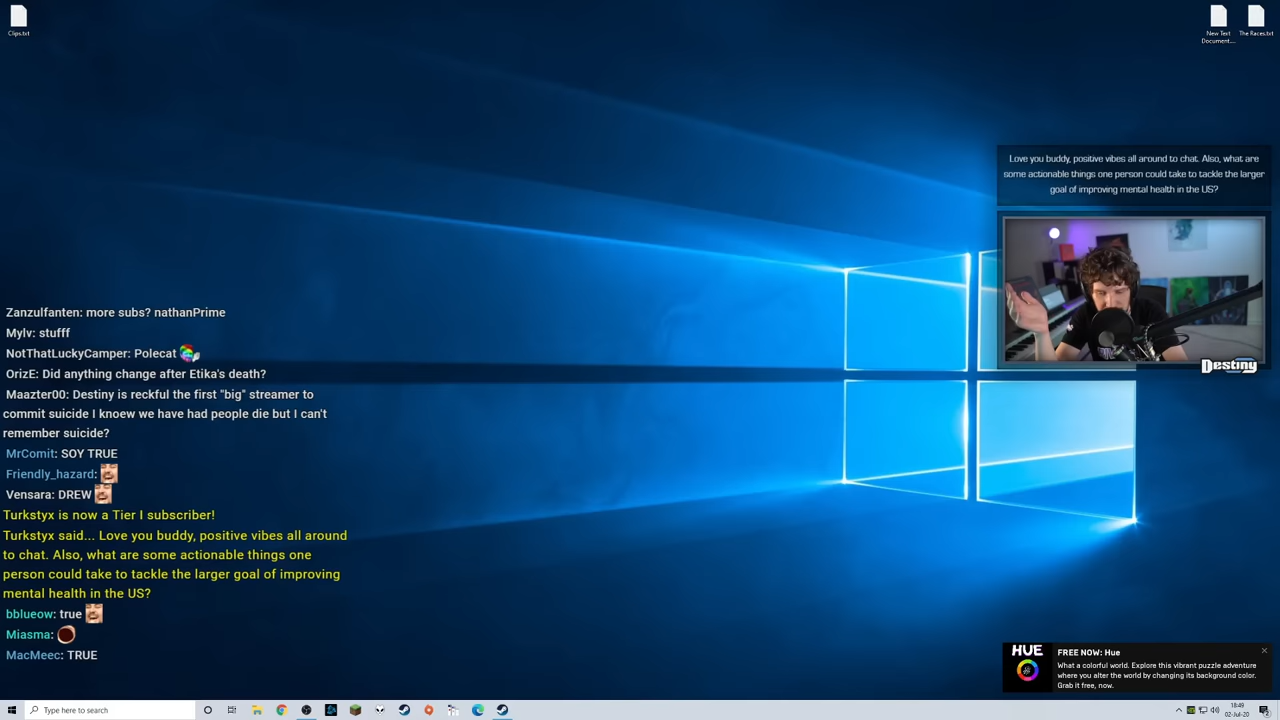 Clips.txt
New Text
Document....
The Races.txt
Love you buddy, positive vibes all around to chat. Also, what are
some actionable things one person could take to tackle the larger
goal of improving mental health in the US?
Destiny
Zanzulfanten: more subs? nathanPrime
Mylv: stufff
NotThatLuckyCamper: Polecat
OrizE: Did anything change after Etika's death?
Maazter00: Destiny is reckful the first "big" streamer to
commit suicide I knoew we have had people die but I can't
remember suicide?
MrComit: SOY TRUE
Friendly_hazard:
Vensara: DREW
Turkstyx is now a Tier I subscriber!
Turkstyx said... Love you buddy, positive vibes all around
to chat. Also, what are some actionable things one
person could take to tackle the larger goal of improving
mental health in the US?
bblueow: true
Miasma:
MacMeec: TRUE
HUE
FREE NOW: Hue
What a colorful world. Explore this vibrant puzzle adventure
where you alter the world by changing its background color.
Grab it free, now.
Type here to search
18:49
02-Jul-20